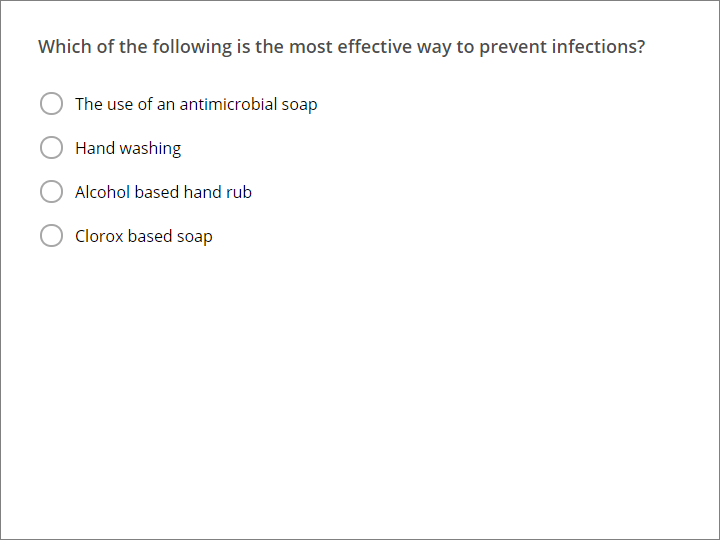 Which of the following is the most effective way to prevent infections?
The use of an antimicrobial soap
Hand washing
Alcohol based hand rub
Clorox based soap